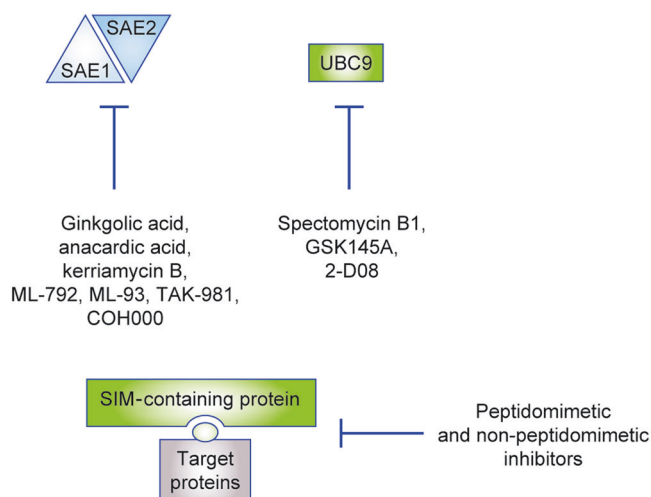 SAE2
SAE1
UBC9
Ginkgolic acid,
anacardic acid,
kerriamycin B,
ML-792, ML-93, TAK-981,
COH000
Spectomycin B1,
GSK145A,
2-D08
SIM-containing protein
Target
proteins
Peptidomimetic
and non-peptidomimetic
inhibitors